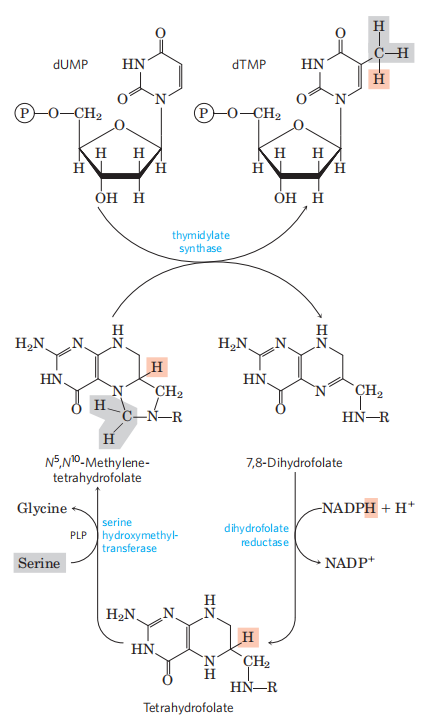 dUMP
dTMP
O
HN
O
N
P—O—CH₂
O
H
H
H
H
OH
H
O
HN
O
N
H
C—H
H
P—O—CH₂
O
H
H
H
H
OH
H
thymidylate
synthase
H₂N
N
H
N
HN
O
N
H
CH₂
H
C—N—R
H
N⁵,N¹⁰-Methylene-
tetrahydrofolate
H₂N
N
H
N
HN
O
N
CH₂
HN—R
7,8-Dihydrofolate
Glycine
PLP
Serine
serine
hydroxymethyl-
transferase
dihydrofolate
reductase
NADPH + H⁺
NADP⁺
H₂N
N
H
N
HN
O
N
H
H
CH₂
HN—R
Tetrahydrofolate